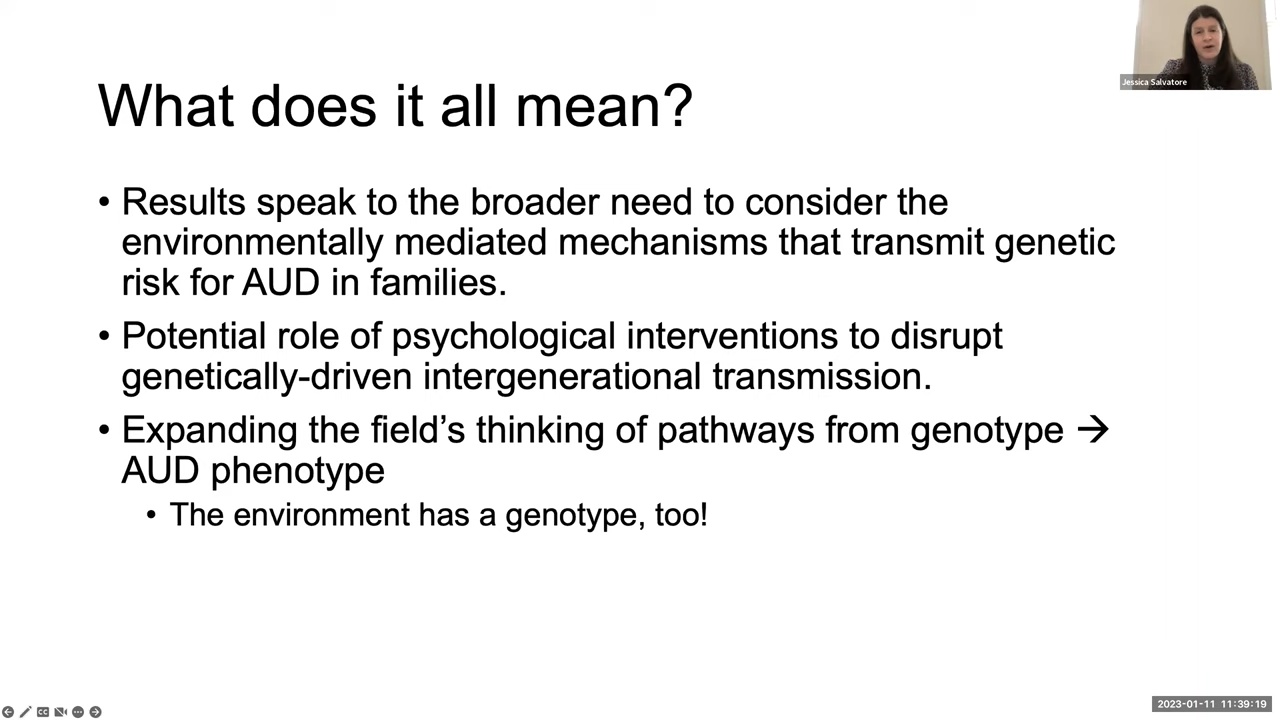 Jessica Salvatore
What does it all mean?
• Results speak to the broader need to consider the
environmentally mediated mechanisms that transmit genetic
risk for AUD in families.
• Potential role of psychological interventions to disrupt
genetically-driven intergenerational transmission.
• Expanding the field’s thinking of pathways from genotype →
AUD phenotype
• The environment has a genotype, too!
CC
2023-01-11 11:39:19